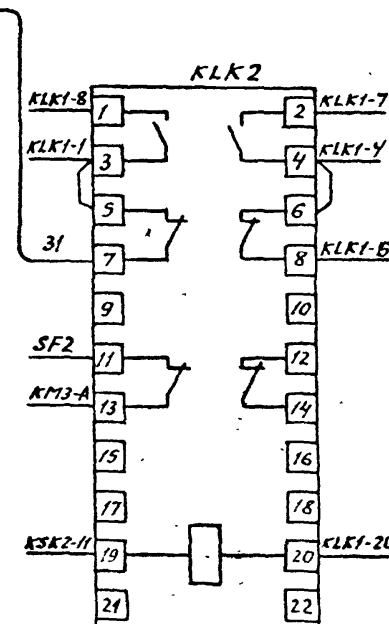 KLK2
KLK1-8 1 2 KLK1-7
KLK1-1 3 4 KLK1-4
5 6
31 7 8 KLK1-Б
9 10
SF2 11 12
KM3-A 13 14
15 16
17 18
KSK2-11 19 20 KLK1-20
21 22